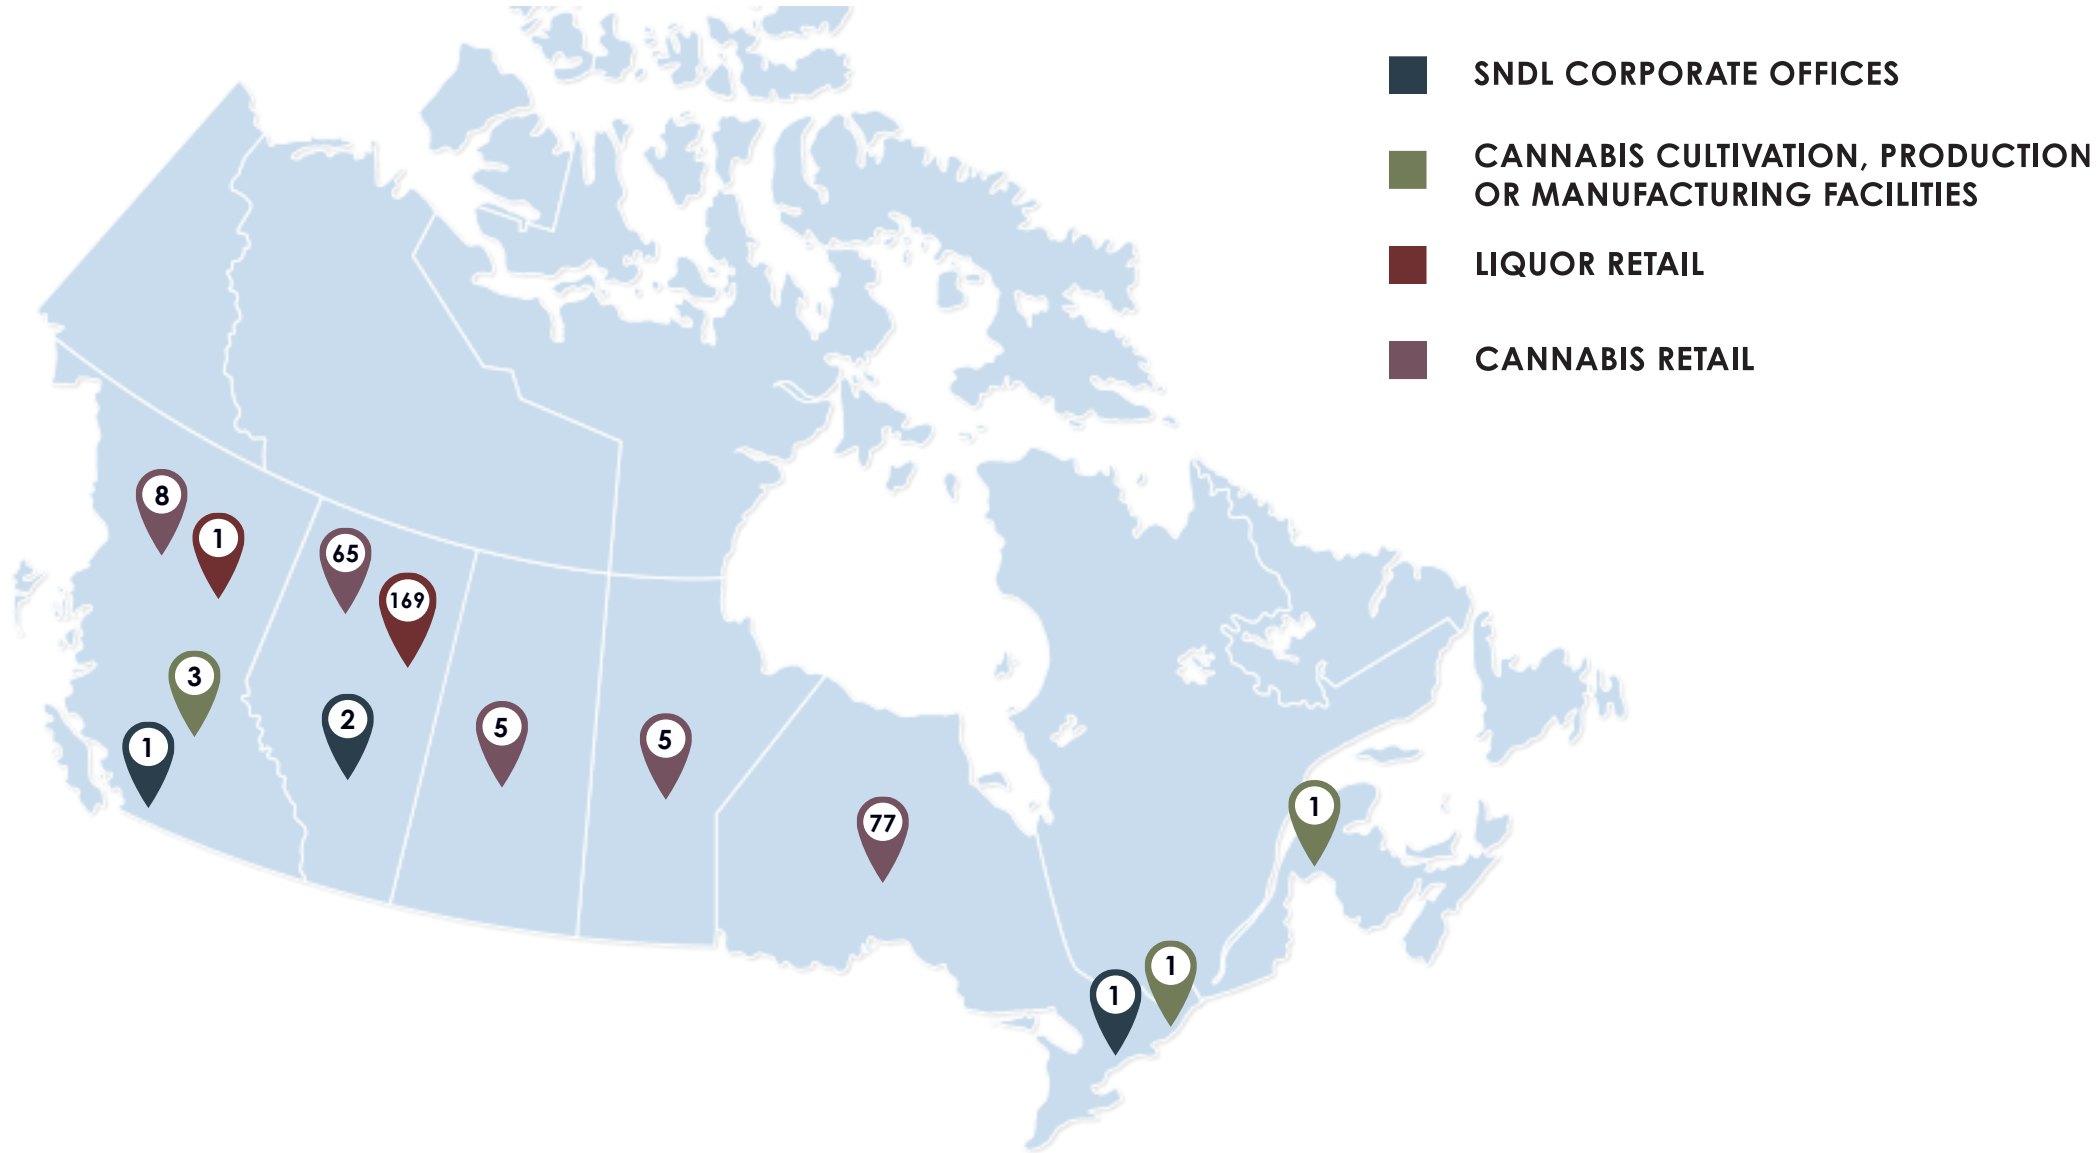 SNDL CORPORATE OFFICES
CANNABIS CULTIVATION, PRODUCTION
OR MANUFACTURING FACILITIES
LIQUOR RETAIL
CANNABIS RETAIL
8
1
65
169
3
1
2
5
5
77
1
1
1